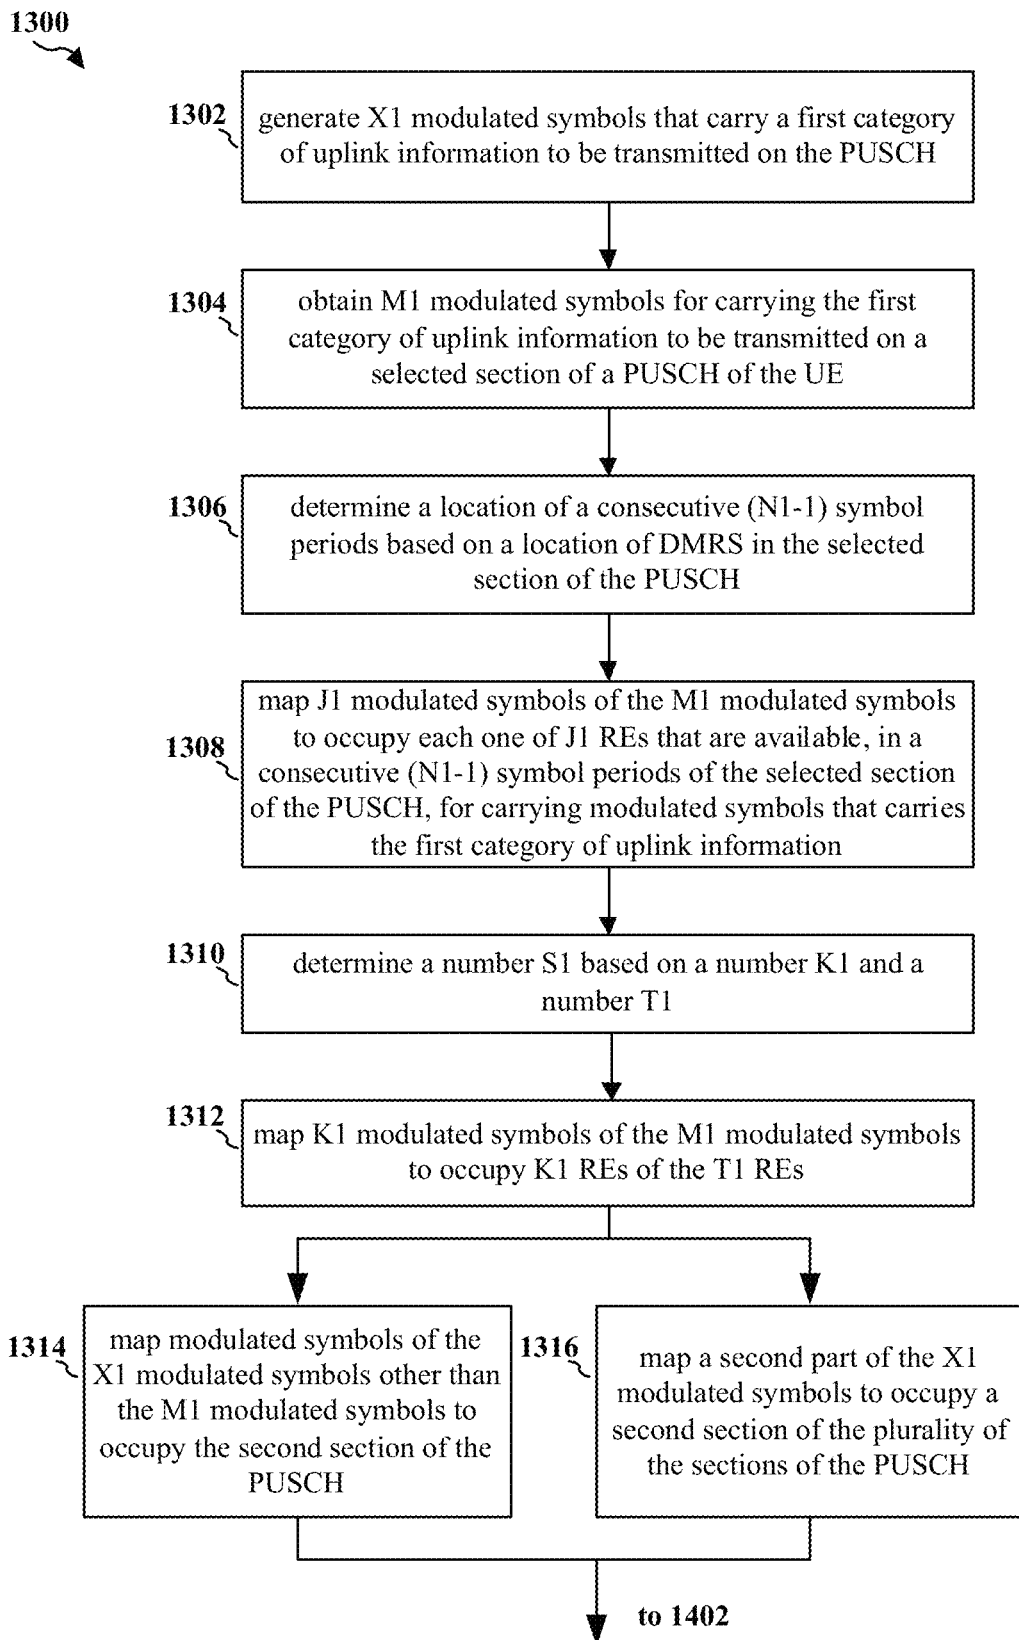 1300
1302
generate X1 modulated symbols that carry a first category
of uplink information to be transmitted on the PUSCH
1304
obtain M1 modulated symbols for carrying the first
category of uplink information to be transmitted on a
selected section of a PUSCH of the UE
1306
determine a location of a consecutive (N1-1) symbol
periods based on a location of DMRS in the selected
section of the PUSCH
1308
map J1 modulated symbols of the M1 modulated symbols
to occupy each one of J1 REs that are available, in a
consecutive (N1-1) symbol periods of the selected section
of the PUSCH, for carrying modulated symbols that carries
the first category of uplink information
1310
determine a number S1 based on a number K1 and a
number T1
1312
map K1 modulated symbols of the M1 modulated symbols
to occupy K1 REs of the T1 REs
1314
map modulated symbols of the
X1 modulated symbols other than
the M1 modulated symbols to
occupy the second section of the
PUSCH
1316
map a second part of the X1
modulated symbols to occupy a
second section of the plurality of
the sections of the PUSCH
to 1402